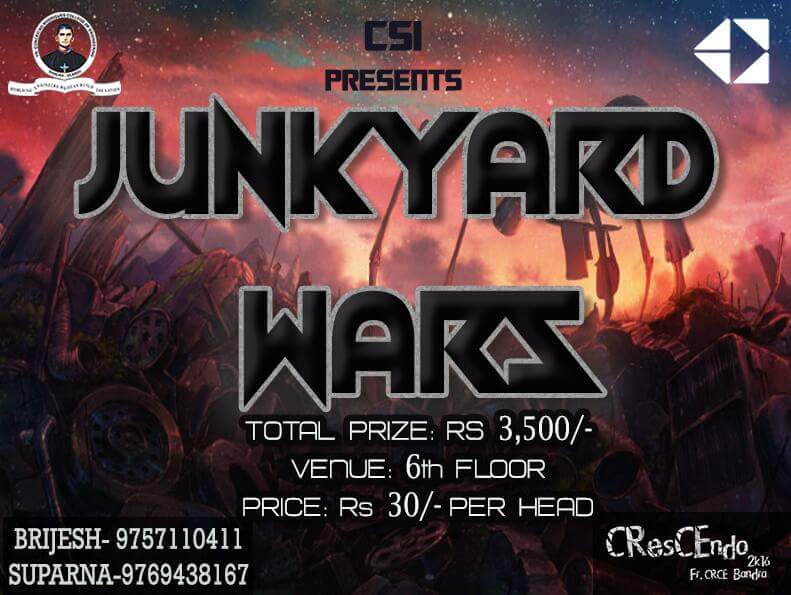 CSI
PRESENTS
JUNKYARD
WARS
TOTAL PRIZE: RS 3,500/-
VENUE: 6th FLOOR
PRICE: Rs 30/- PER HEAD
BRIJESH- 9757110411
SUPARNA-9769438167
CResCEndo
2k16
Fr. CRCE Bandra